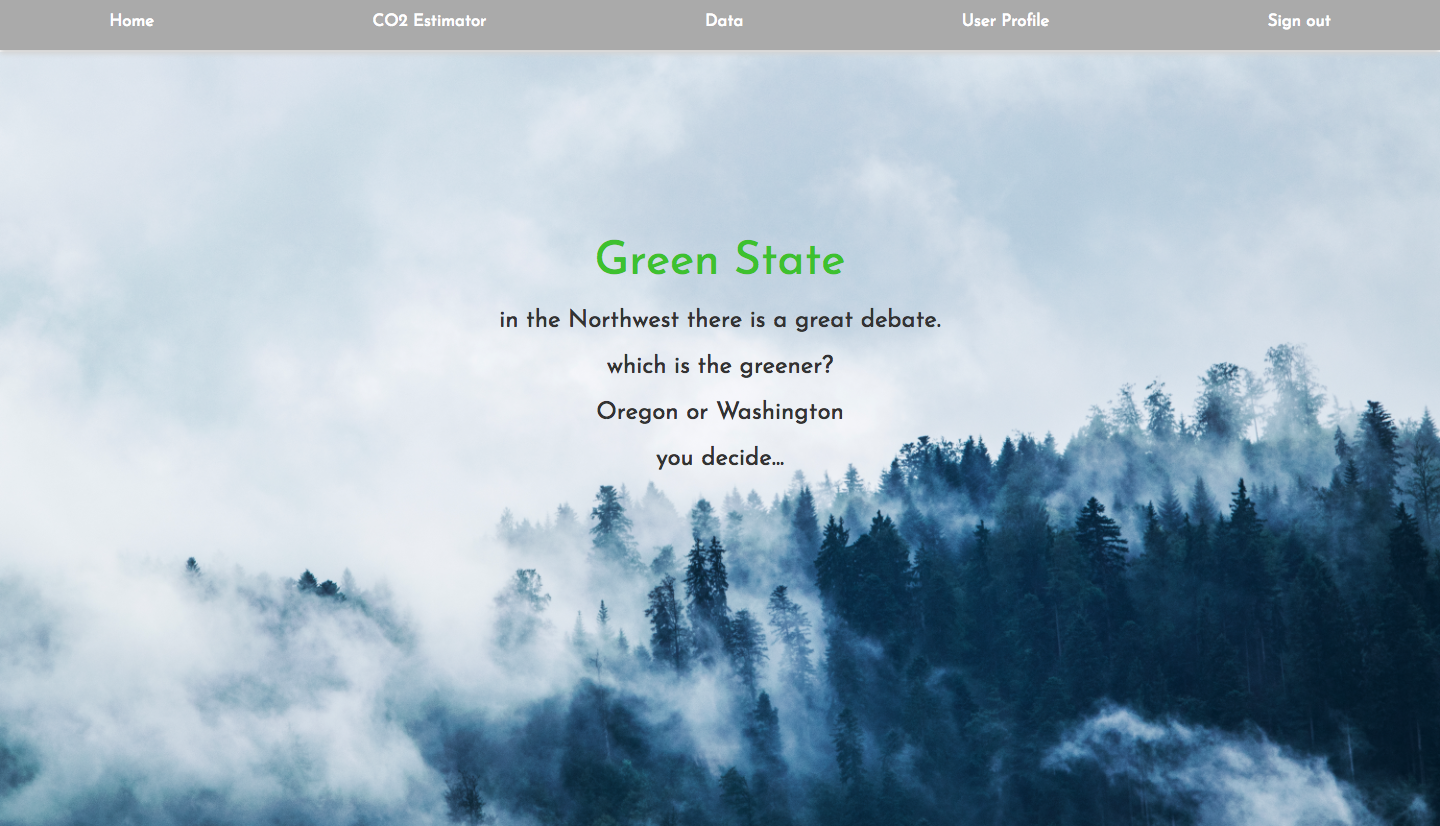 Home CO2 Estimator Data User Profile Sign out
Green State
in the Northwest there is a great debate.
which is the greener?
Oregon or Washington
you decide...